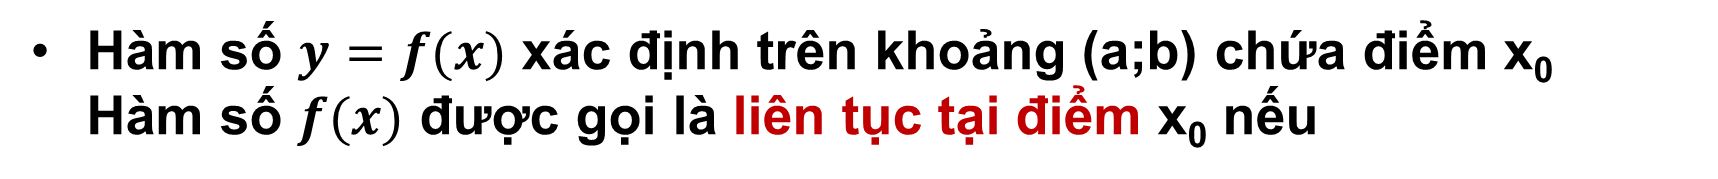 • Hàm số y = f(x) xác định trên khoảng (a;b) chứa điểm x₀
Hàm số f(x) được gọi là liên tục tại điểm x₀ nếu